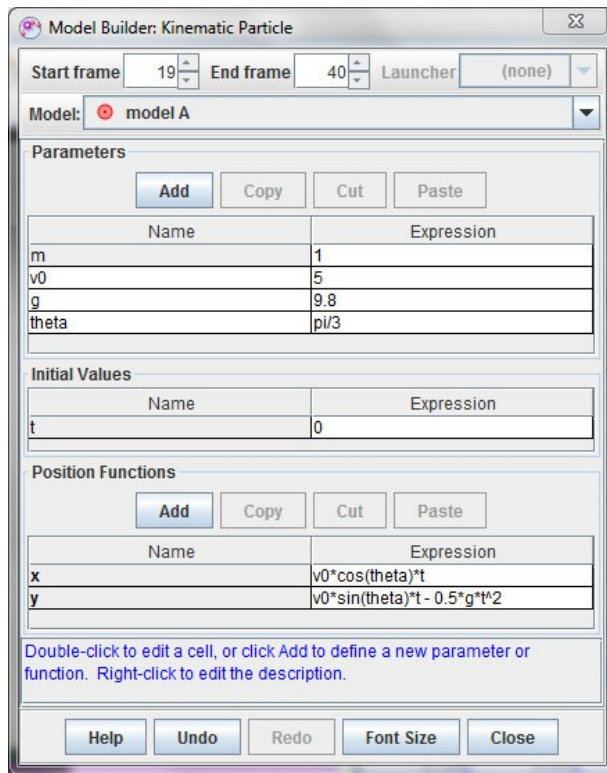 Model Builder: Kinematic Particle
Start frame 19 End frame 40 Launcher (none)
Model: model A
Parameters
Add Copy Cut Paste
Name Expression
m 1
v0 5
g 9.8
theta pi/3
Initial Values
Name Expression
t 0
Position Functions
Add Copy Cut Paste
Name Expression
x v0*cos(theta)*t
y v0*sin(theta)*t - 0.5*g*t^2
Double-click to edit a cell, or click Add to define a new parameter or
function. Right-click to edit the description.
Help Undo Redo Font Size Close